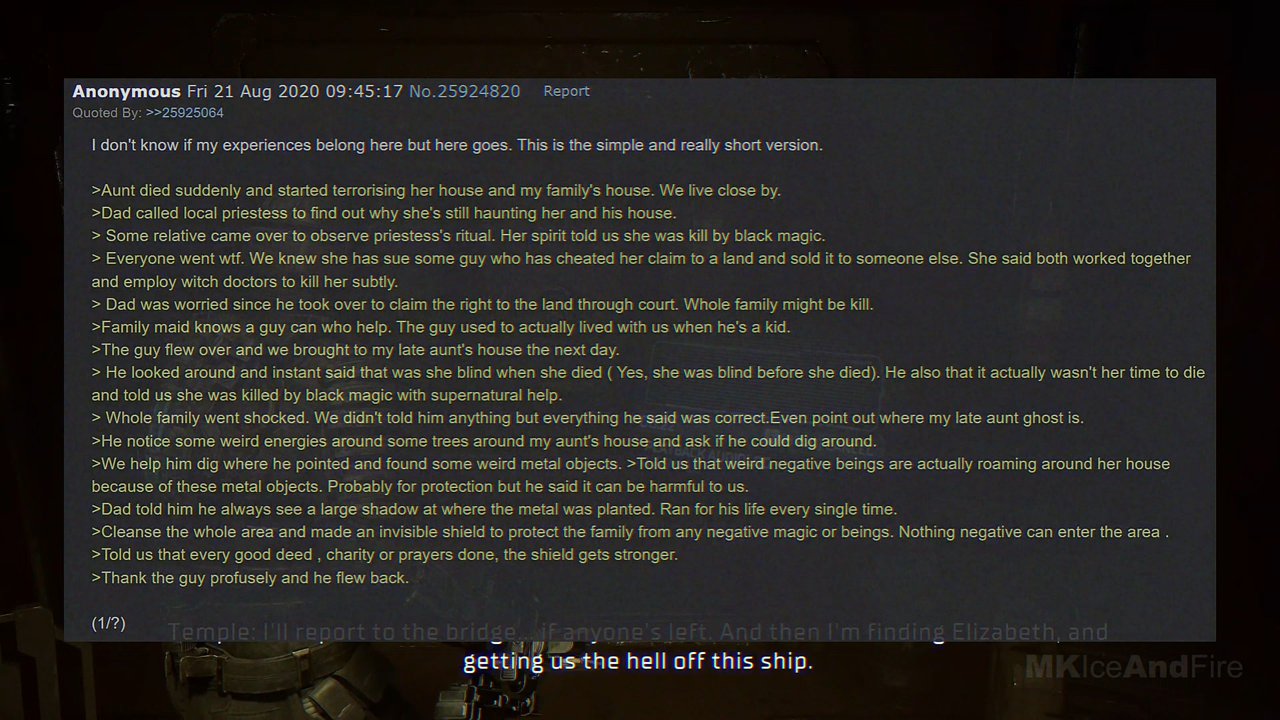 Anonymous Fri 21 Aug 2020 09:45:17 No.25924820 Report
Quoted By: >>25925064
I don't know if my experiences belong here but here goes. This is the simple and really short version.
>Aunt died suddenly and started terrorising her house and my family's house. We live close by.
>Dad called local priestess to find out why she's still haunting her and his house.
> Some relative came over to observe priestess's ritual. Her spirit told us she was kill by black magic.
> Everyone went wtf. We knew she has sue some guy who has cheated her claim to a land and sold it to someone else. She said both worked together
and employ witch doctors to kill her subtly.
> Dad was worried since he took over to claim the right to the land through court. Whole family might be kill.
>Family maid knows a guy can who help. The guy used to actually lived with us when he's a kid.
>The guy flew over and we brought to my late aunt's house the next day.
> He looked around and instant said that was she blind when she died ( Yes, she was blind before she died). He also that it actually wasn't her time to die
and told us she was killed by black magic with supernatural help.
> Whole family went shocked. We didn't told him anything but everything he said was correct.Even point out where my late aunt ghost is.
>He notice some weird energies around some trees around my aunt's house and ask if he could dig around.
>We help him dig where he pointed and found some weird metal objects. >Told us that weird negative beings are actually roaming around her house
because of these metal objects. Probably for protection but he said it can be harmful to us.
>Dad told him he always see a large shadow at where the metal was planted. Ran for his life every single time.
>Cleanse the whole area and made an invisible shield to protect the family from any negative magic or beings. Nothing negative can enter the area .
>Told us that every good deed , charity or prayers done, the shield gets stronger.
>Thank the guy profusely and he flew back.
(1/?)
Temple: I'll report to the bridge... if anyone's left. And then I'm finding Elizabeth, and
getting us the hell off this ship.
MKIceAndFire